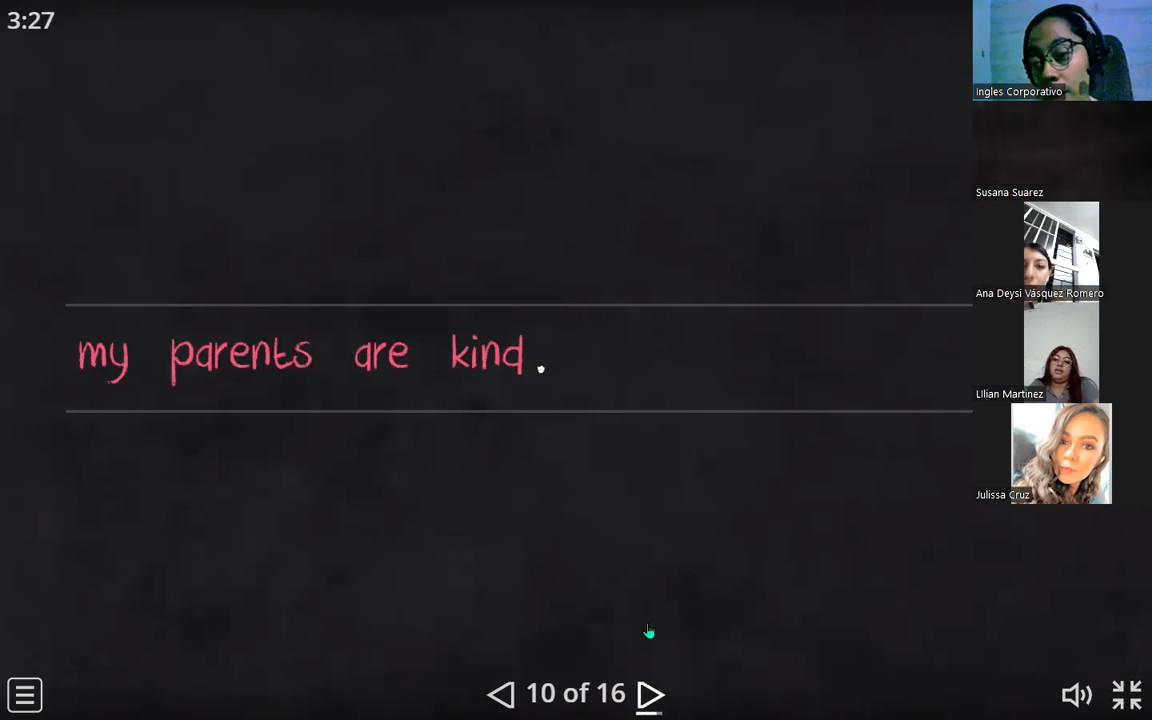 3:27
Ingles Corporativo
Susana Suarez
Ana Deysi Vásquez Romero
my parents are kind.
LIlian Martinez
Julissa Cruz
10 of 16